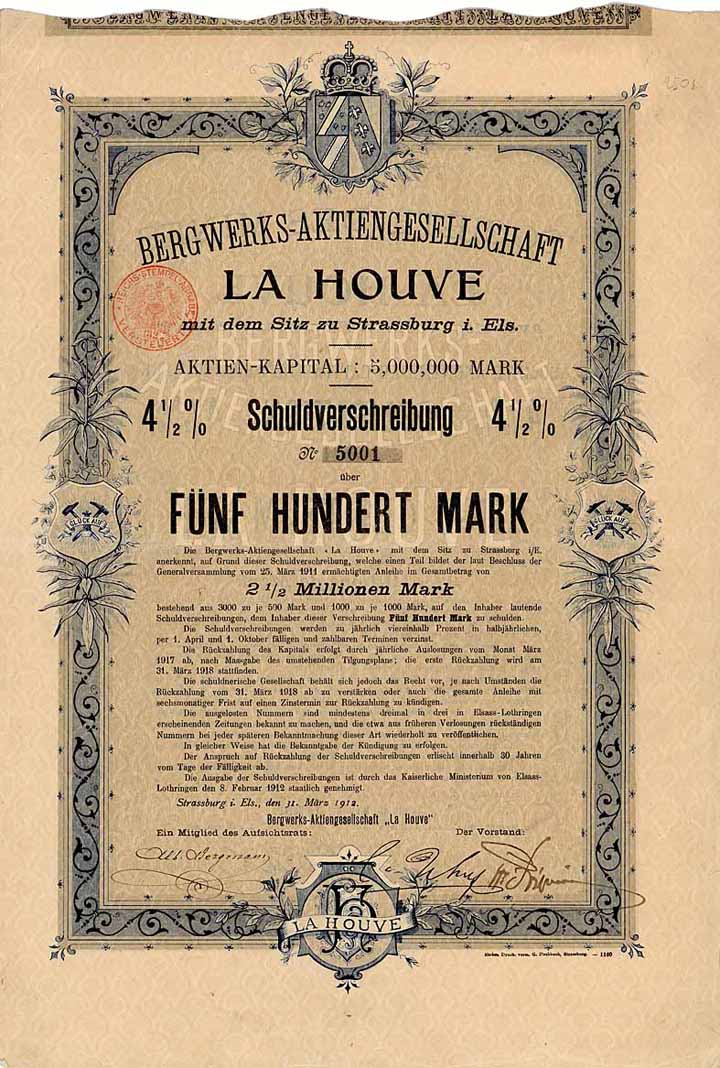 BERGWERKS-AKTIENGESELLSCHAFT
LA HOUVE
mit dem Sitz zu Strassburg i. Els.
REICHS-STEMPEL-ABGABE
VERSTEUERT
AKTIEN-KAPITAL : 5,000,000 MARK
4 1/2 % Schuldverschreibung 4 1/2 %
No 5001
über
FÜNF HUNDERT MARK
GLÜCK AUF
GLÜCK AUF
Die Bergwerks-Aktiengesellschaft « La Houve » mit dem Sitz zu Strassberg i/E.
anerkennt, auf Grund dieser Schuldverschreibung, welche einen Teil bildet der laut Beschluss der
Generalversammlung vom 25. März 1911 ermächtigten Anleihe im Gesamtbetrag von
2 1/2 Millionen Mark
bestehend aus 3000 zu je 500 Mark und 1000 zu je 1000 Mark, auf den Inhaber lautende
Schuldverschreibungen, dem Inhaber dieser Verschreibung Fünf Hundert Mark zu schulden.
Die Schuldverschreibungen werden zu jährlich viereinhalb Prozent in halbjährlichen,
per 1. April und 1. Oktober fälligen und zahlbaren Terminen verzinst.
Die Rückzahlung des Kapitals erfolgt durch jährliche Auslosungen vom Monat März
1917 ab, nach Massgabe des umstehenden Tilgungsplans; die erste Rückzahlung wird am
31. März 1918 stattfinden.
Die schuldnerische Gesellschaft behält sich jedoch das Recht vor, je nach Umständen die
Rückzahlung vom 31. März 1918 ab zu verstärken oder auch die gesamte Anleihe mit
sechsmonatiger Frist auf einen Zinstermin zur Rückzahlung zu kündigen.
Die ausgelosten Nummern sind mindestens dreimal in drei in Elsass-Lothringen
erscheinenden Zeitungen bekannt zu machen, und die etwa aus früheren Verlosungen rückständigen
Nummern bei jeder späteren Bekanntmachung dieser Art wiederholt zu veröffentlichen.
In gleicher Weise hat die Bekanntgabe der Kündigung zu erfolgen.
Der Anspruch auf Rückzahlung der Schuldverschreibungen erlischt innerhalb 30 Jahren
vom Tage der Fälligkeit ab.
Die Ausgabe der Schuldverschreibungen ist durch das Kaiserliche Ministerium von Elsass-
Lothringen den 8. Februar 1912 staatlich genehmigt.
Strassburg i. Els., den 31. März 1912.
Bergwerks-Aktiengesellschaft „La Houve"
Ein Mitglied des Aufsichtsrats: Der Vorstand:
LA HOUVE